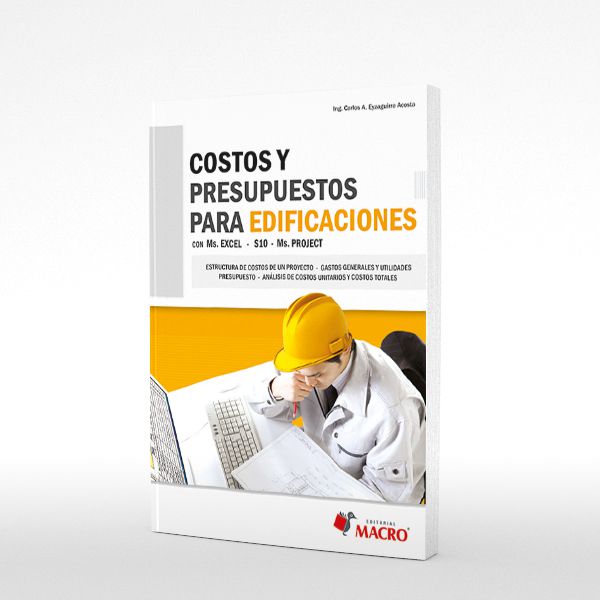 Ing. Carlos A. Eyzaguirre Acosta
COSTOS Y
PRESUPUESTOS
PARA EDIFICACIONES
CON Ms. EXCEL - S10 - Ms. PROJECT
ESTRUCTURA DE COSTOS DE UN PROYECTO - GASTOS GENERALES Y UTILIDADES
PRESUPUESTO - ANÁLISIS DE COSTOS UNITARIOS Y COSTOS TOTALES
EDITORIAL
MACRO®